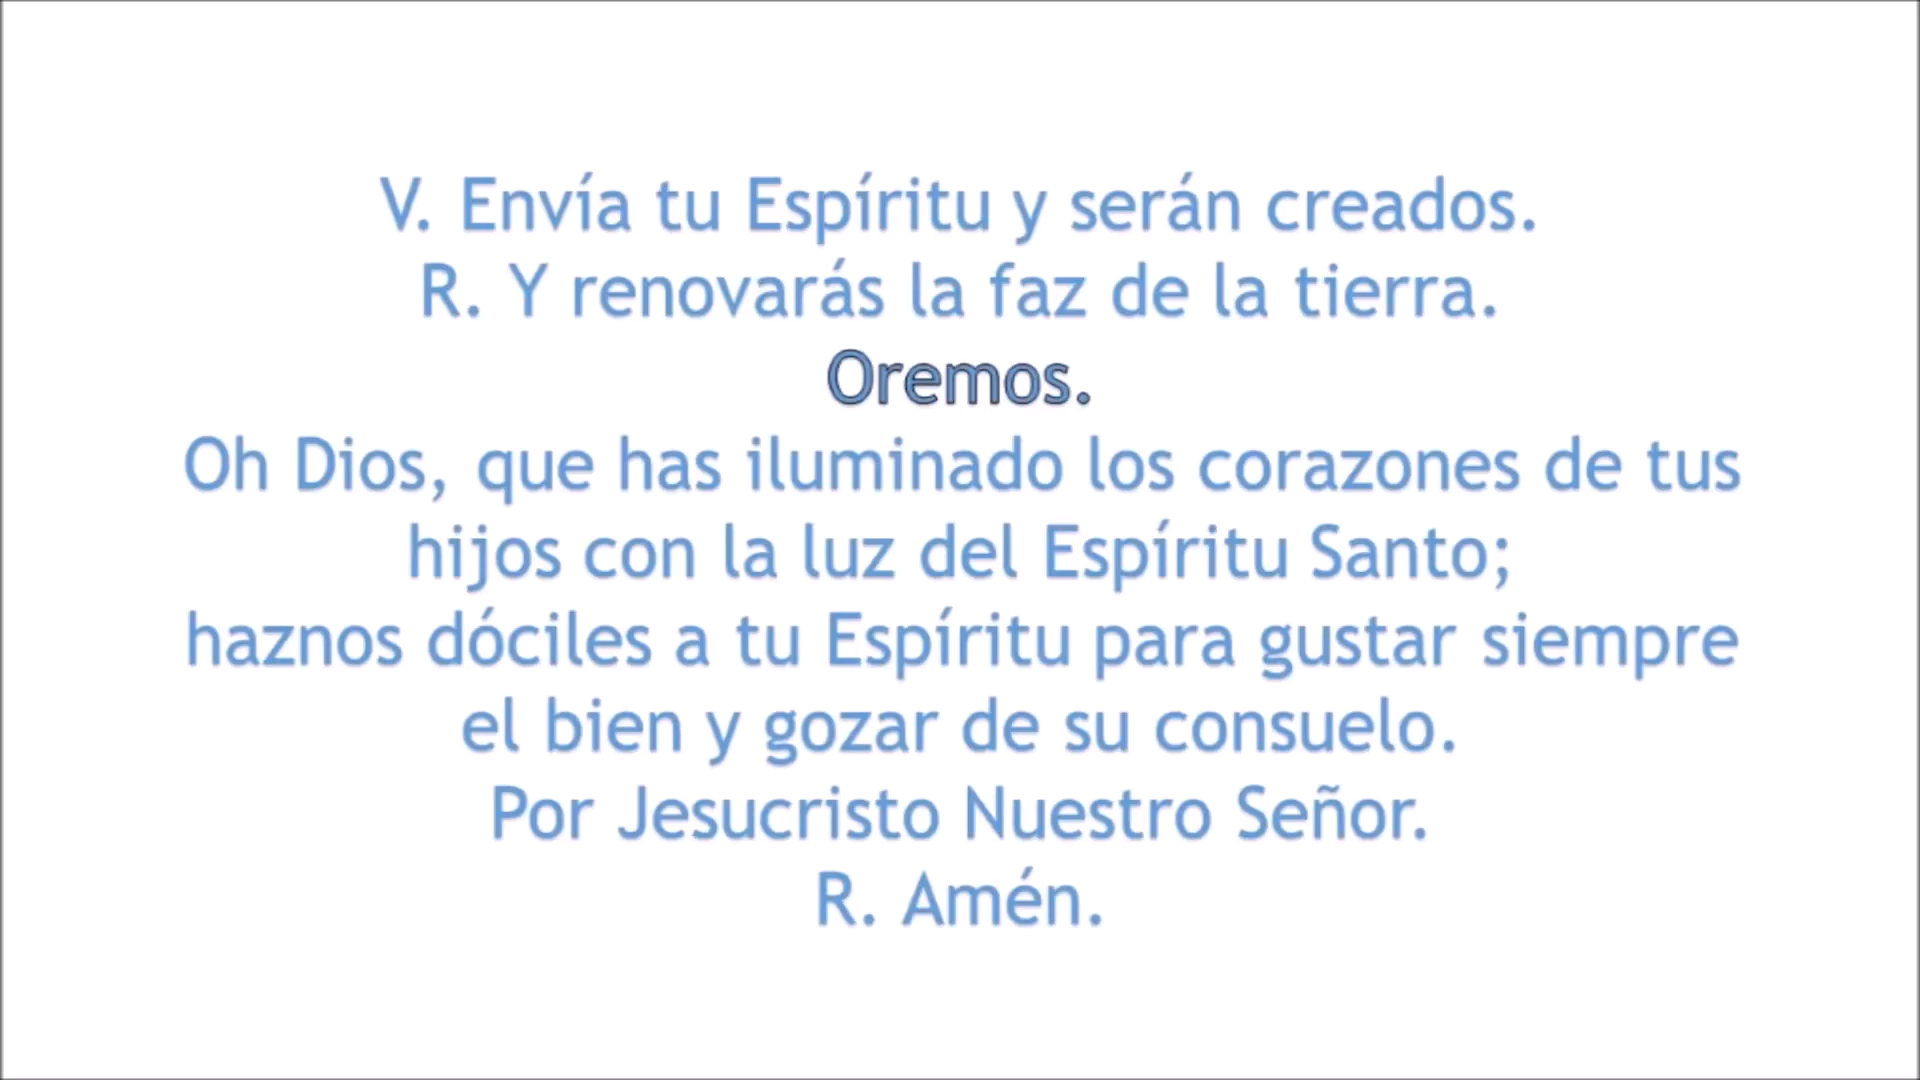 V. Envía tu Espíritu y serán creados.
R. Y renovarás la faz de la tierra.
Oremos.
Oh Dios, que has iluminado los corazones de tus
hijos con la luz del Espíritu Santo;
haznos dóciles a tu Espíritu para gustar siempre
el bien y gozar de su consuelo.
Por Jesucristo Nuestro Señor.
R. Amén.